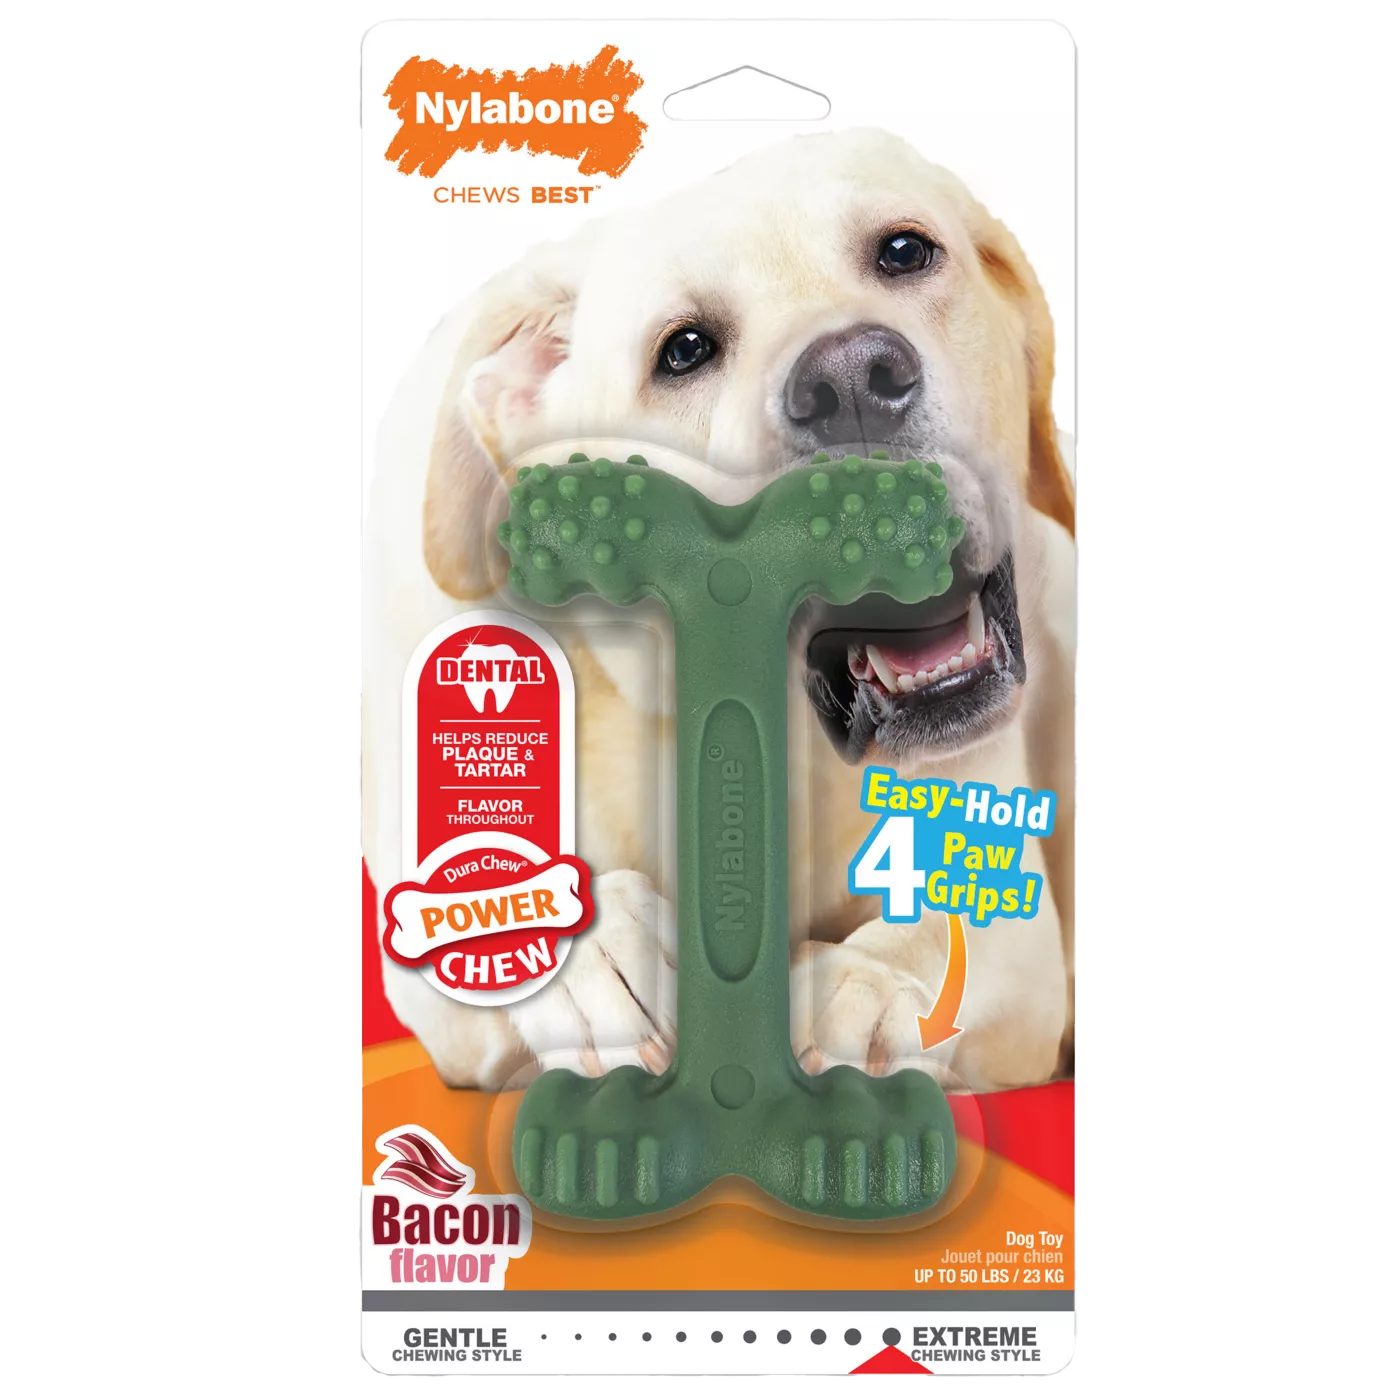 Nylabone®
CHEWS BEST™
DENTAL
HELPS REDUCE
PLAQUE &
TARTAR
FLAVOR
THROUGHOUT
Dura Chew®
POWER
CHEW
Nylabone®
Easy-Hold
4 Paw
Grips!
Bacon
flavor
Dog Toy
Jouet pour chien
UP TO 50 LBS / 23 KG
GENTLE
CHEWING STYLE
EXTREME
CHEWING STYLE